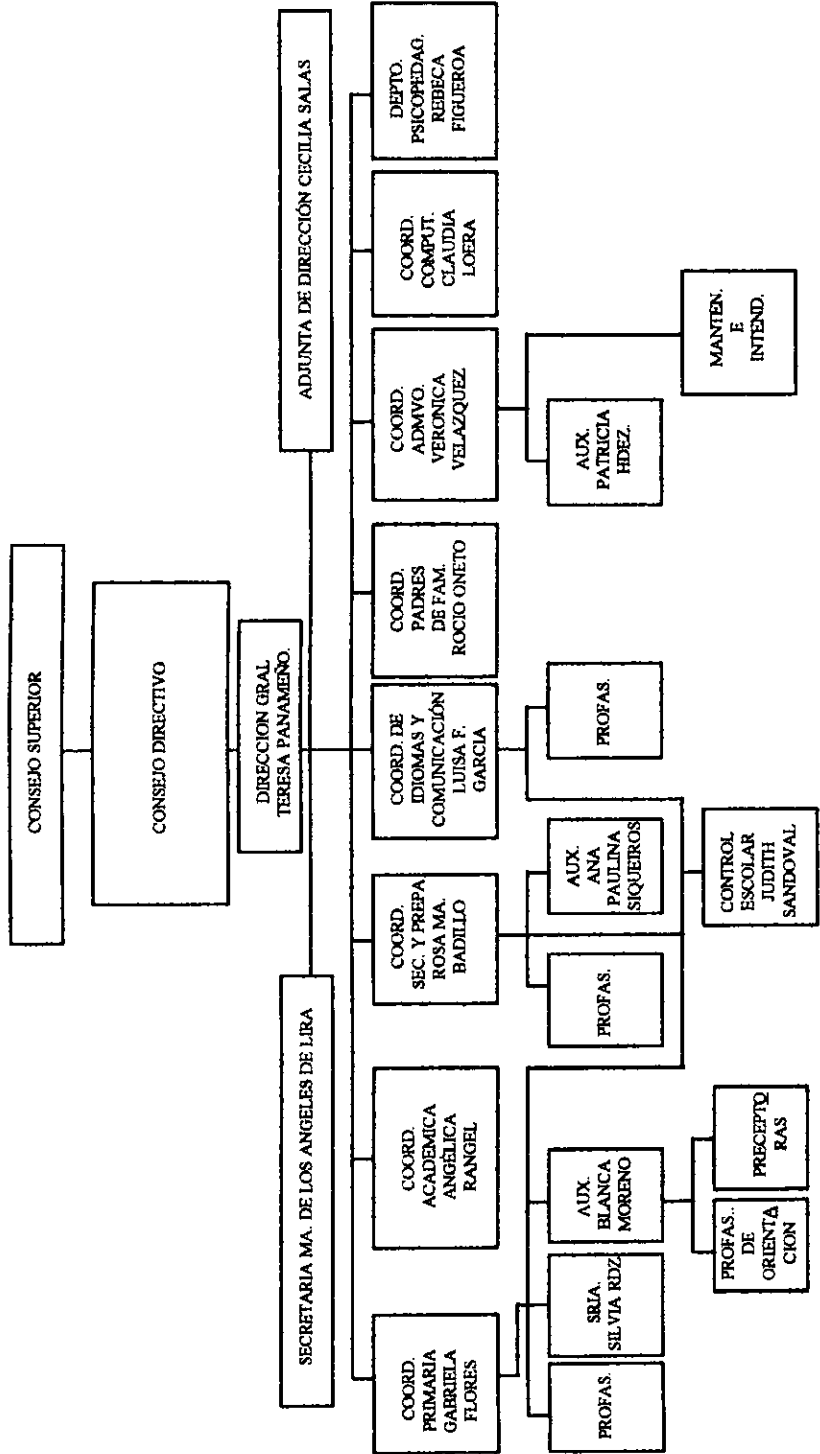 CONSEJO SUPERIOR
CONSEJO DIRECTIVO
DIRECCION GRAL
TERESA PANAMEÑO.
SECRETARIA MA. DE LOS ANGELES DE LIRA
ADJUNTA DE DIRECCIÓN CECILIA SALAS
COORD.
PRIMARIA
GABRIELA
FLORES
COORD.
ACADEMICA
ANGÉLICA
RANGEL
COORD.
SEC. Y PREPA
ROSA MA.
BADILLO
COORD. DE
IDIOMAS Y
COMUNICACIÓN
LUISA F.
GARCIA
COORD.
PADRES
DE FAM.
ROCIO ONETO
COORD.
ADMVO.
VERONICA
VELAZQUEZ
COORD.
COMPUT.
CLAUDIA
LOERA
DEPTO.
PSICOPEDAG.
REBECA
FIGUEROA
PROFAS.
SRIA.
SILVIA RDZ.
AUX.
BLANCA
MORENO
PROFAS.
AUX.
ANA
PAULINA
SIQUEIROS
PROFAS.
AUX.
PATRICIA
HDEZ.
MANTEN.
E
INTEND.
PROFAS..
DE
ORIENTA
CION
PRECEPTO
RAS
CONTROL
ESCOLAR
JUDITH
SANDOVAL